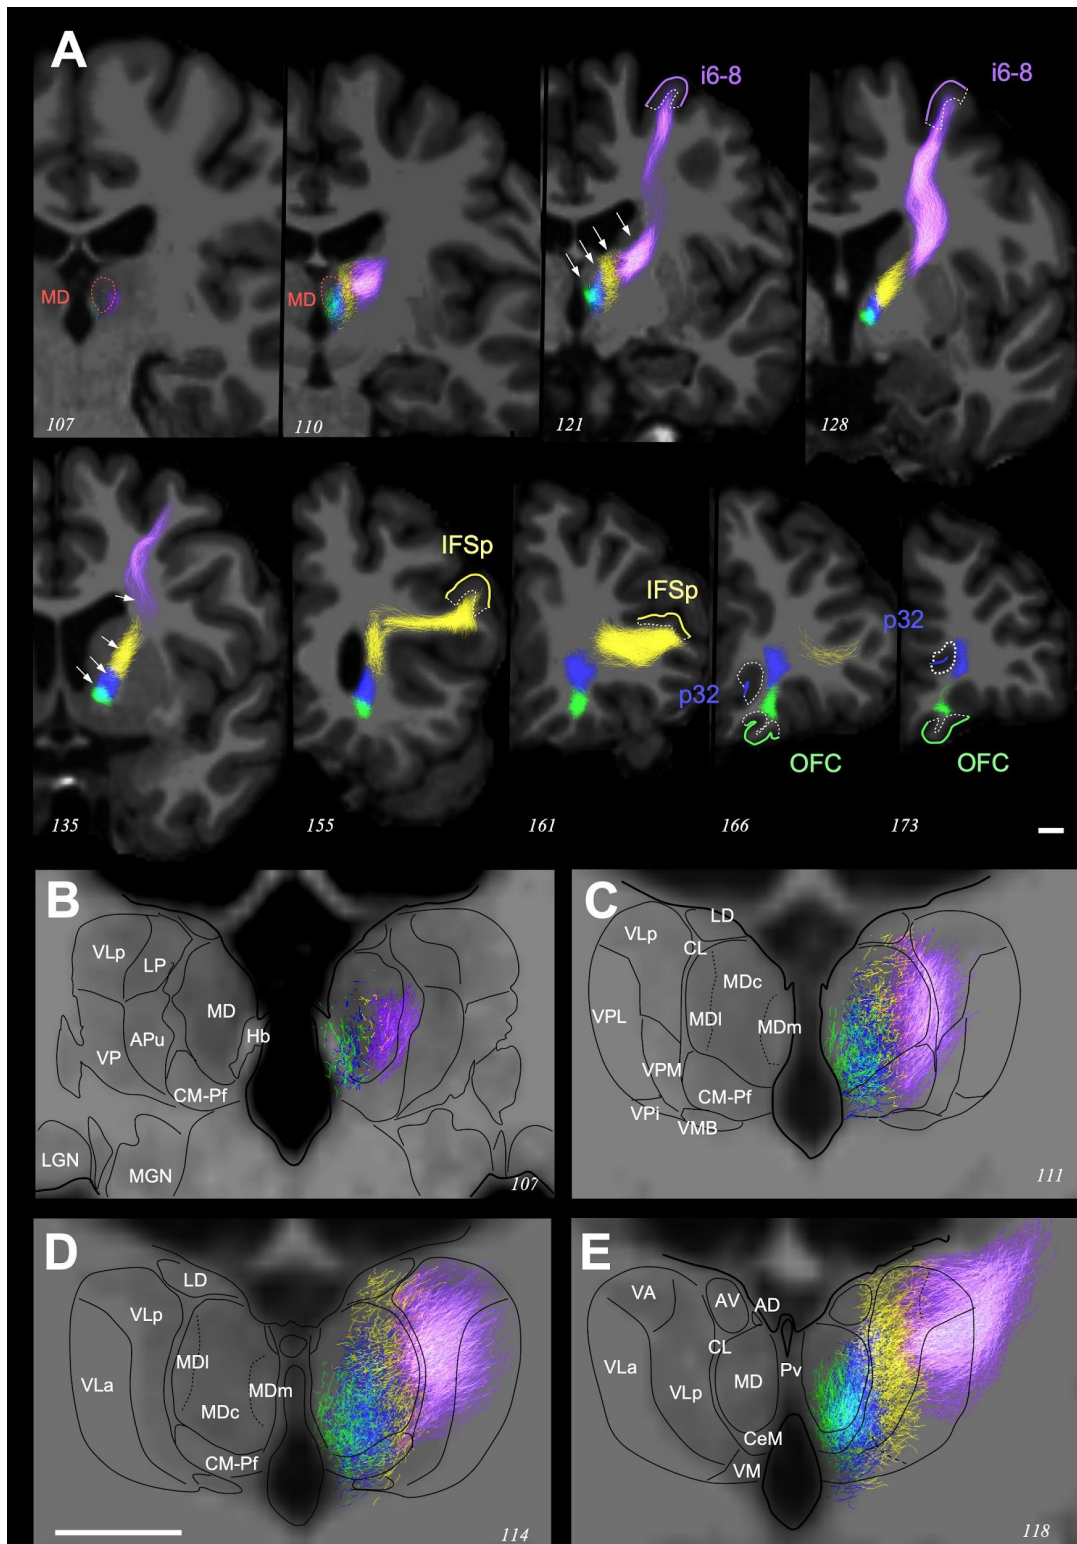 A
i6-8
i6-8
MD
MD
107
110
121
128
IFSp
IFSp
p32
p32
OFC
OFC
135
155
161
166
173
B
VLp
LP
MD
APu
Hb
VP
CM-Pf
LGN
MGN
107
C
LD
VLp
CL
MDc
VPL
MDl
MDm
VPM
CM-Pf
VPi
VMB
111
D
LD
VLp
MDl
VLa
MDm
MDc
CM-Pf
114
E
VA
AV
AD
CL
VLa
MD
Pv
VLp
CeM
VM
118